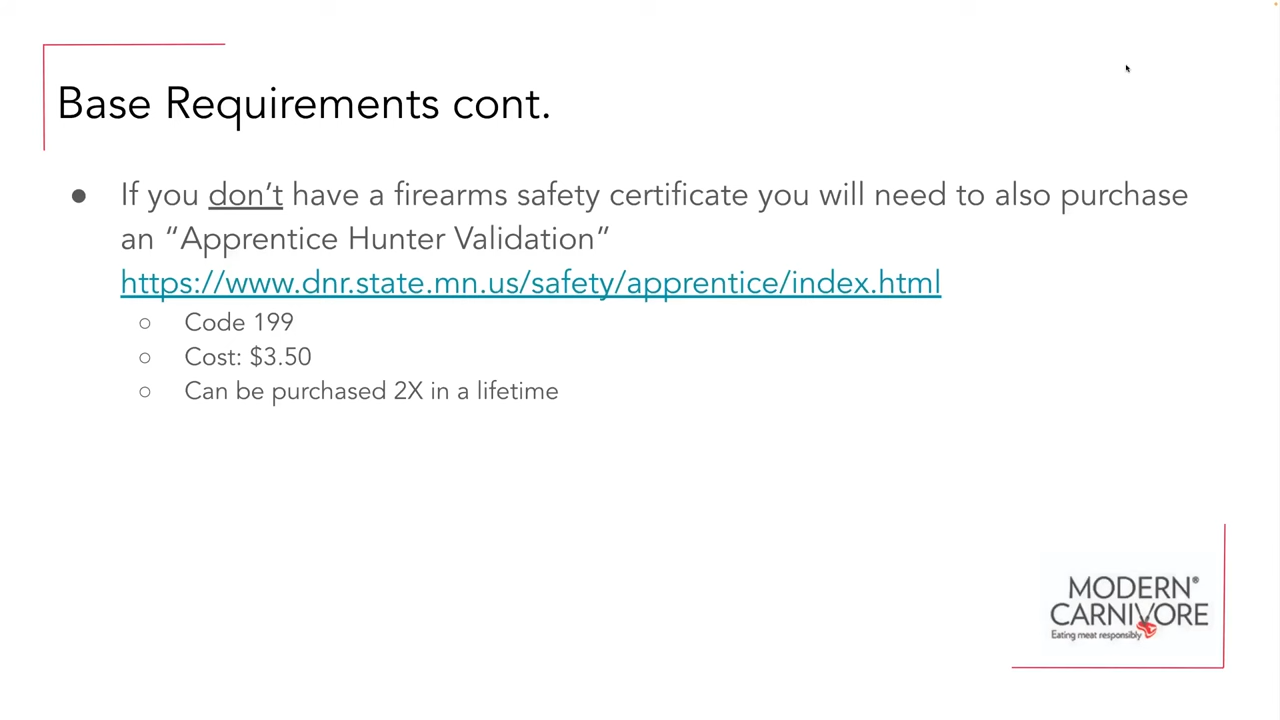 Base Requirements cont.
● If you don’t have a firearms safety certificate you will need to also purchase
an “Apprentice Hunter Validation”
https://www.dnr.state.mn.us/safety/apprentice/index.html
○ Code 199
○ Cost: $3.50
○ Can be purchased 2X in a lifetime
MODERN®
CARNIVORE
Eating meat responsibly